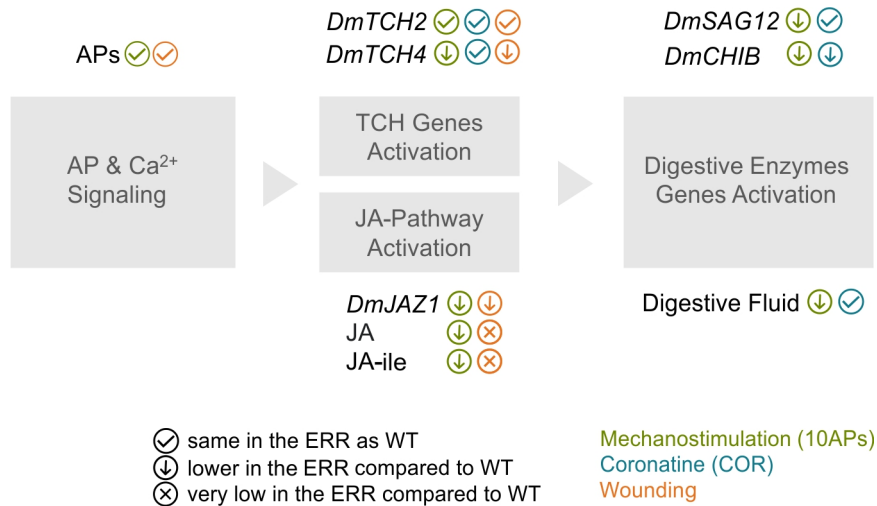 APs
AP & Ca²⁺
Signaling
DmTCH2
DmTCH4
TCH Genes
Activation
JA-Pathway
Activation
DmJAZ1
JA
JA-ile
DmSAG12
DmCHIB
Digestive Enzymes
Genes Activation
Digestive Fluid
same in the ERR as WT
lower in the ERR compared to WT
very low in the ERR compared to WT
Mechanostimulation (10APs)
Coronatine (COR)
Wounding